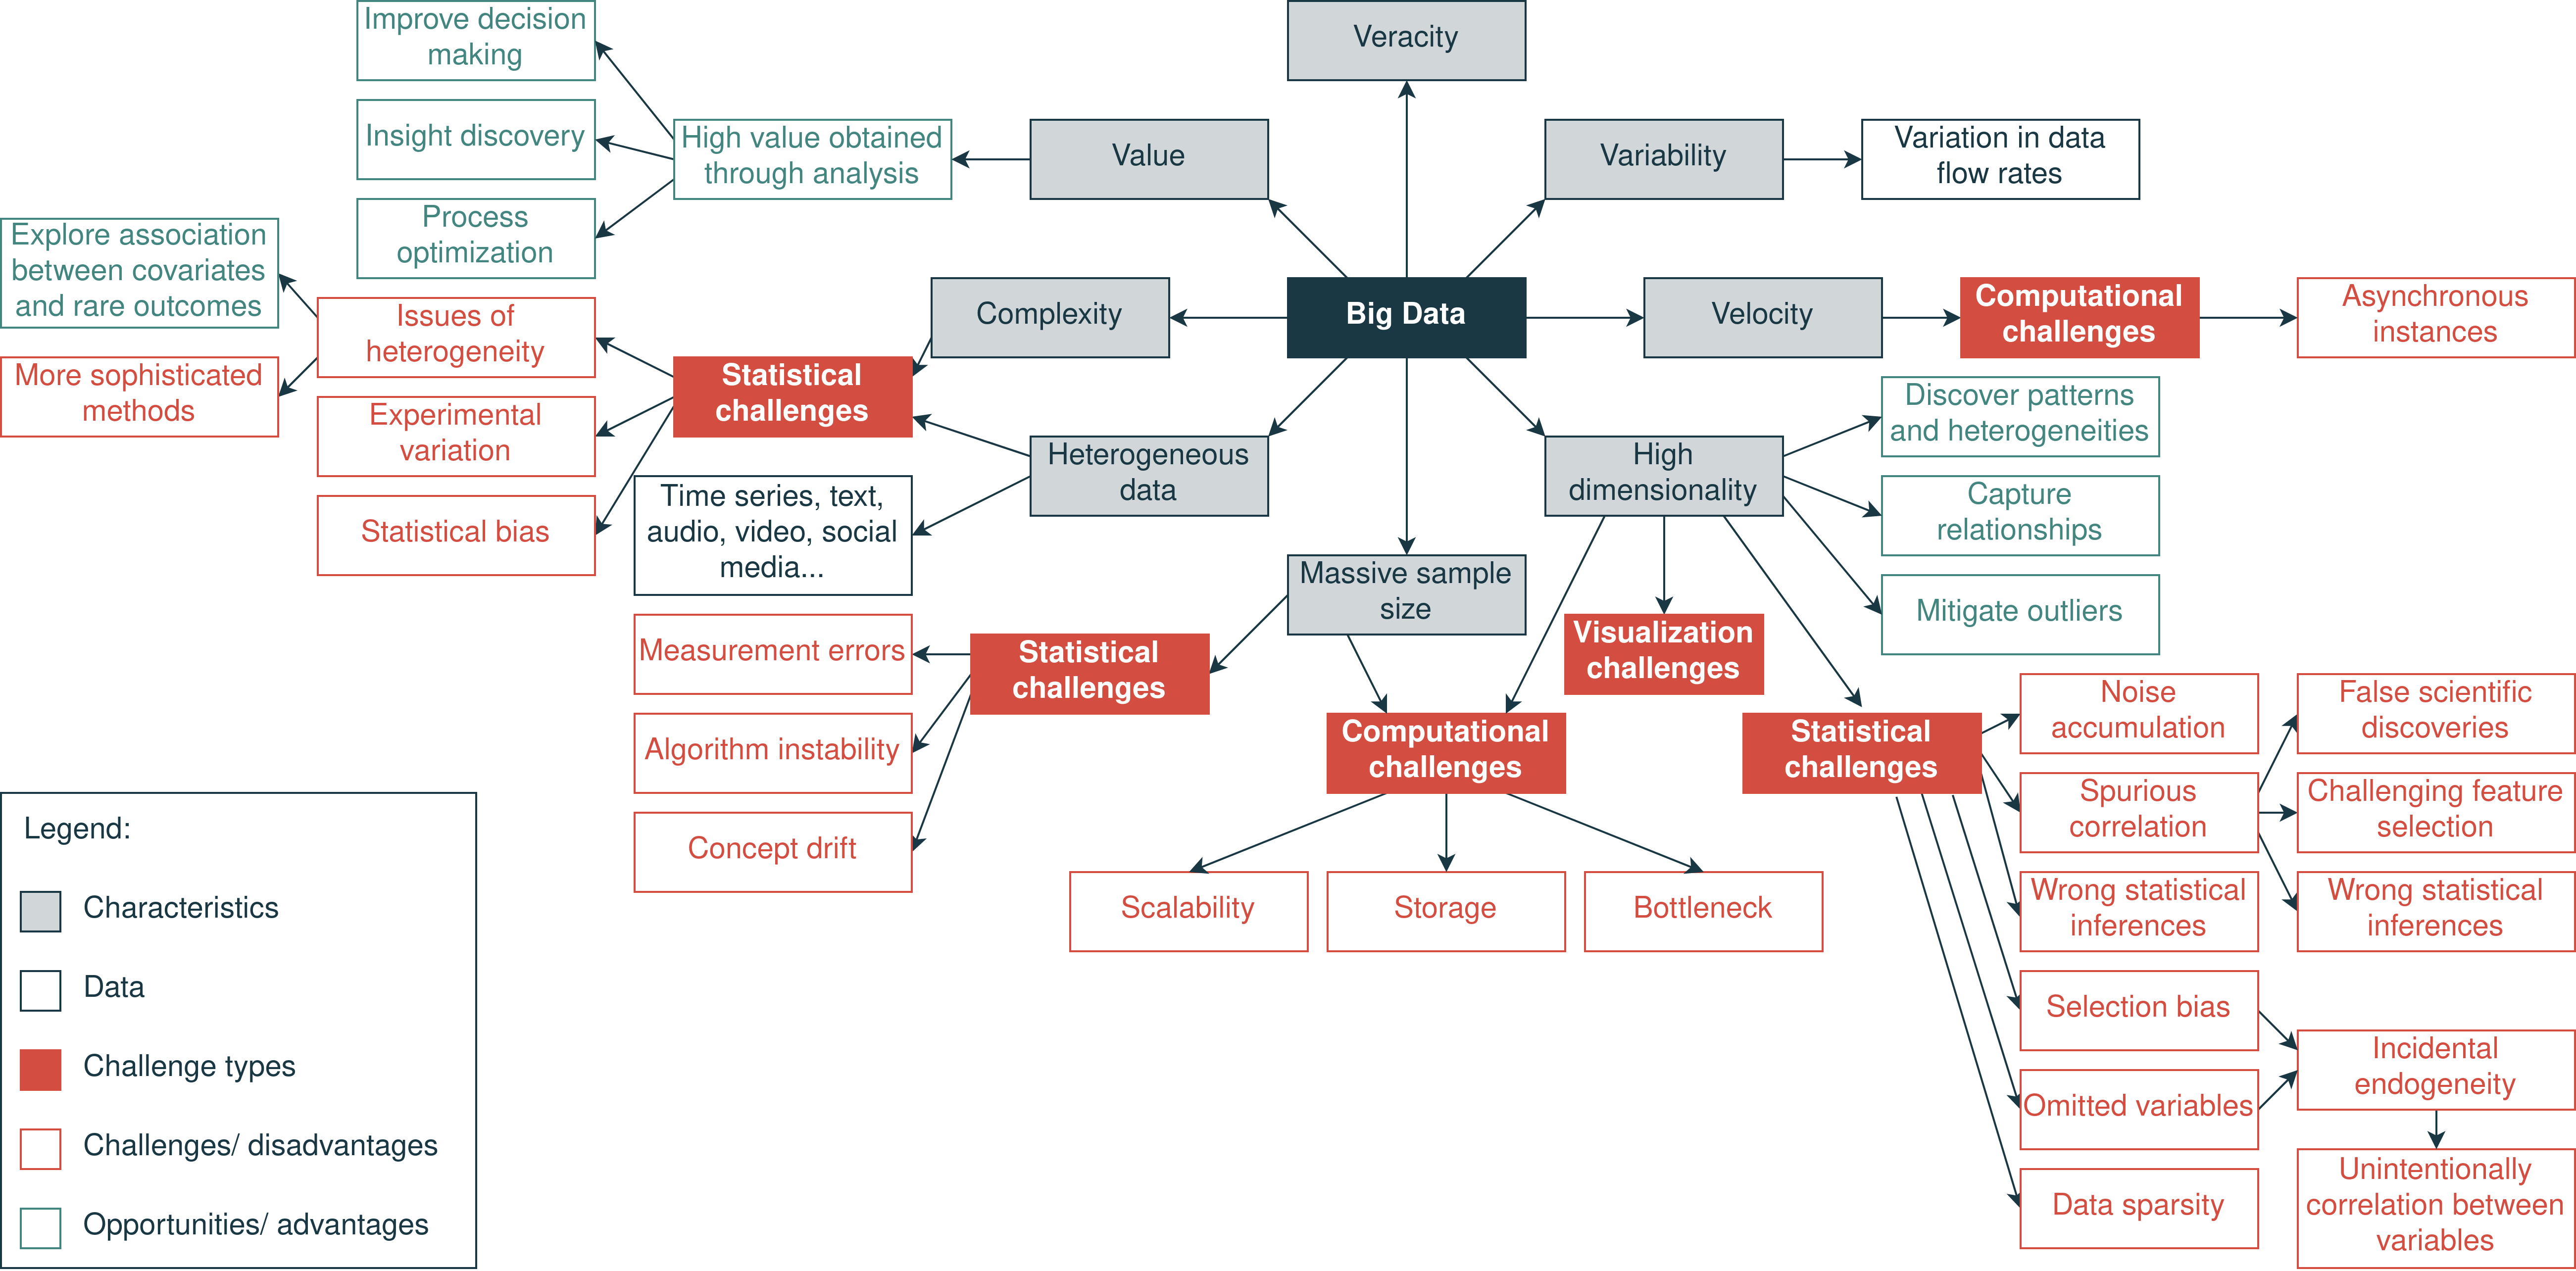 Improve decision
making
Veracity
Insight discovery
High value obtained
through analysis
Value
Variability
Variation in data
flow rates
Process
optimization
Explore association
between covariates
and rare outcomes
Issues of
heterogeneity
Complexity
Big Data
Velocity
Computational
challenges
Asynchronous
instances
More sophisticated
methods
Experimental
variation
Statistical
challenges
Discover patterns
and heterogeneities
Heterogeneous
data
High
dimensionality
Statistical bias
Time series, text,
audio, video, social
media...
Capture
relationships
Massive sample
size
Mitigate outliers
Measurement errors
Statistical
challenges
Visualization
challenges
Algorithm instability
Computational
challenges
Statistical
challenges
Noise
accumulation
False scientific
discoveries
Concept drift
Spurious
correlation
Challenging feature
selection
Scalability
Storage
Bottleneck
Wrong statistical
inferences
Wrong statistical
inferences
Selection bias
Incidental
endogeneity
Omitted variables
Data sparsity
Unintentionally
correlation between
variables
Legend:
Characteristics
Data
Challenge types
Challenges/ disadvantages
Opportunities/ advantages